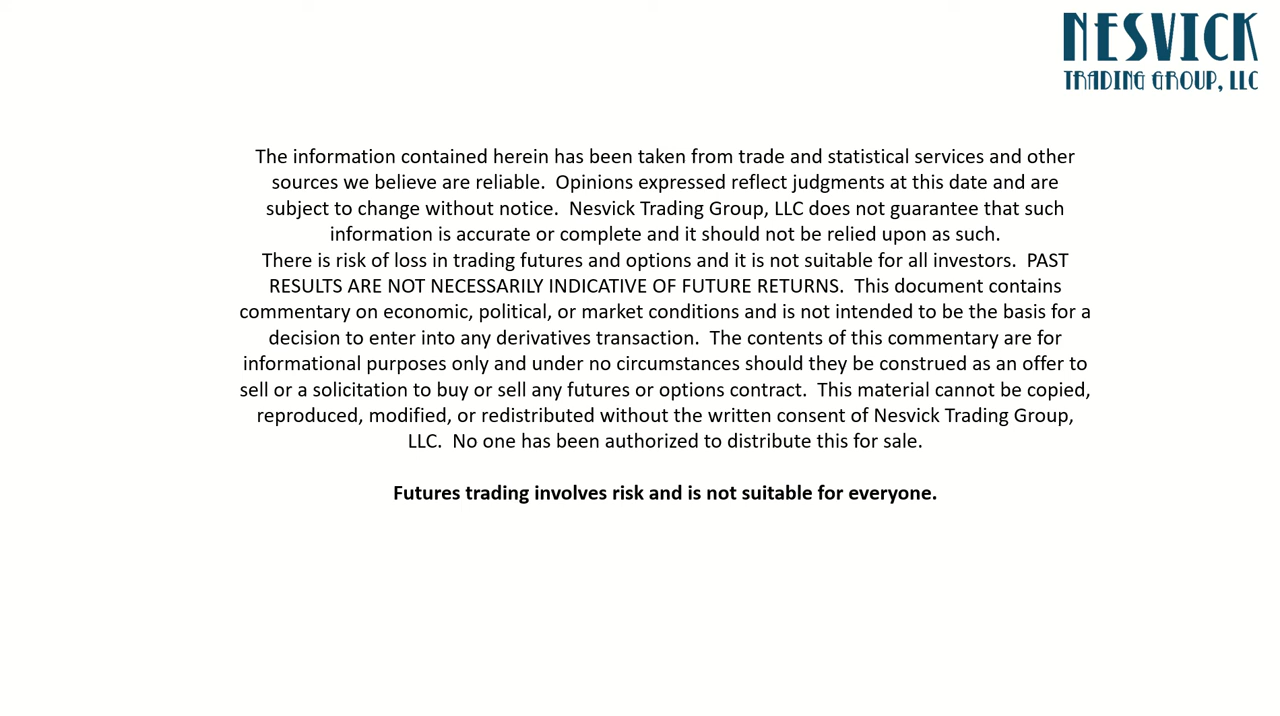 NESVICK
TRADING GROUP, LLC
The information contained herein has been taken from trade and statistical services and other
sources we believe are reliable.  Opinions expressed reflect judgments at this date and are
subject to change without notice.  Nesvick Trading Group, LLC does not guarantee that such
information is accurate or complete and it should not be relied upon as such.
There is risk of loss in trading futures and options and it is not suitable for all investors.  PAST
RESULTS ARE NOT NECESSARILY INDICATIVE OF FUTURE RETURNS.  This document contains
commentary on economic, political, or market conditions and is not intended to be the basis for a
decision to enter into any derivatives transaction.  The contents of this commentary are for
informational purposes only and under no circumstances should they be construed as an offer to
sell or a solicitation to buy or sell any futures or options contract.  This material cannot be copied,
reproduced, modified, or redistributed without the written consent of Nesvick Trading Group,
LLC.  No one has been authorized to distribute this for sale.
Futures trading involves risk and is not suitable for everyone.